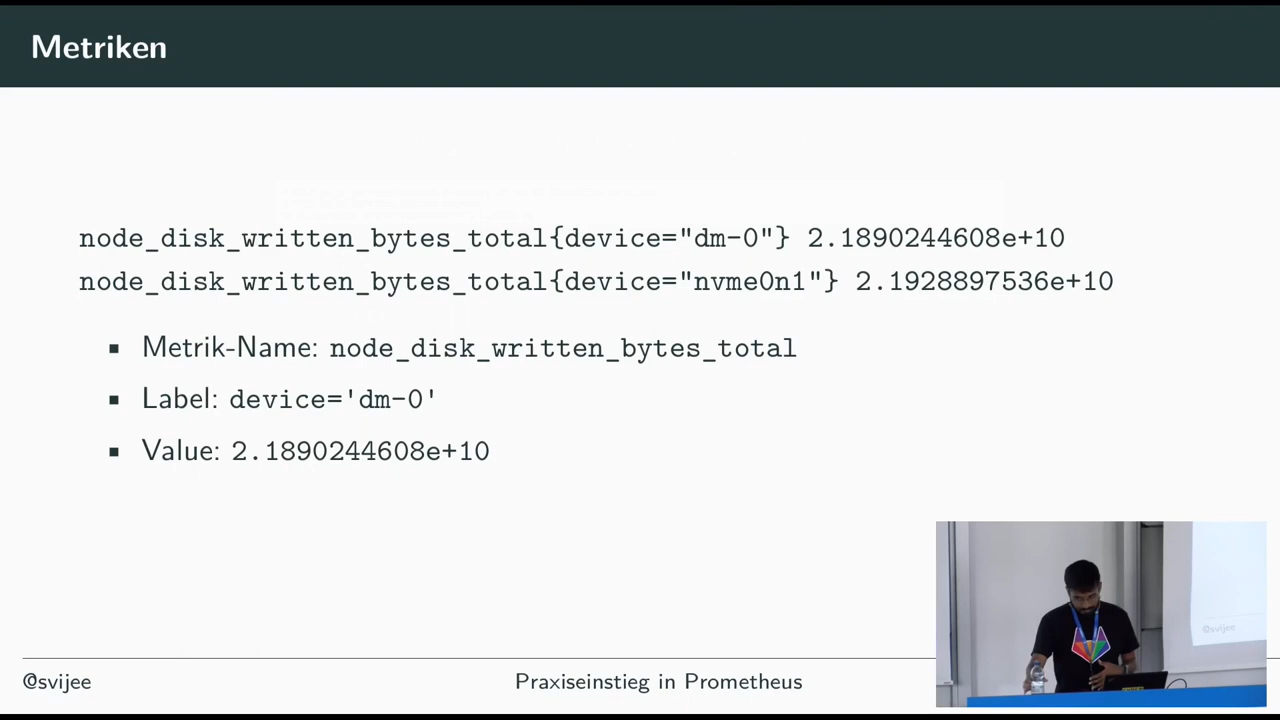 Metriken
node_disk_written_bytes_total{device="dm-0"} 2.1890244608e+10
node_disk_written_bytes_total{device="nvme0n1"} 2.1928897536e+10
▪ Metrik-Name: node_disk_written_bytes_total
▪ Label: device='dm-0'
▪ Value: 2.1890244608e+10
@svijee
@svijee
Praxiseinstieg in Prometheus